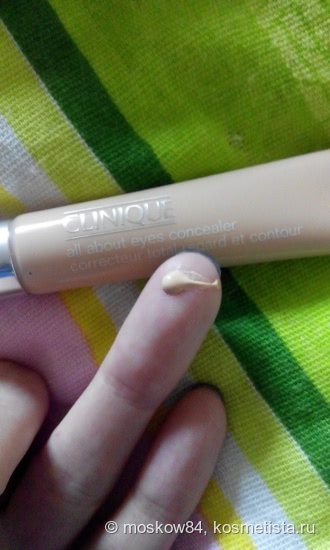 CLINIQUE
all about eyes concealer
correcteur total regard et contour
© moskow84, kosmetista.ru